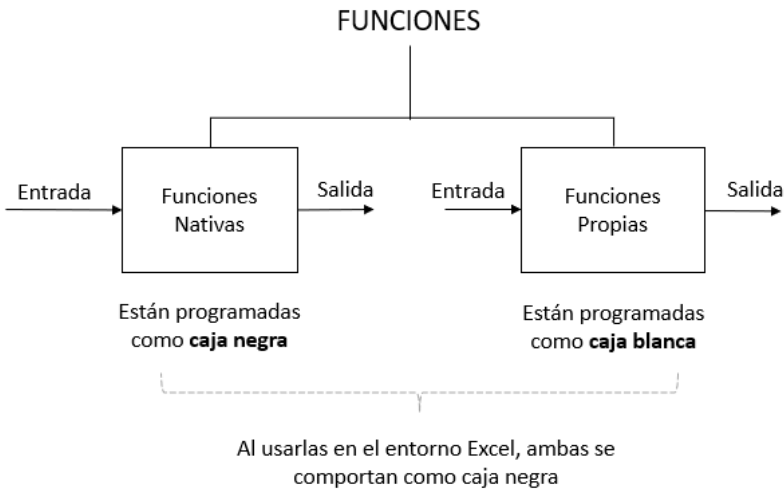 FUNCIONES
Entrada
Funciones
Nativas
Salida
Entrada
Funciones
Propias
Salida
Están programadas
como caja negra
Están programadas
como caja blanca
Al usarlas en el entorno Excel, ambas se
comportan como caja negra